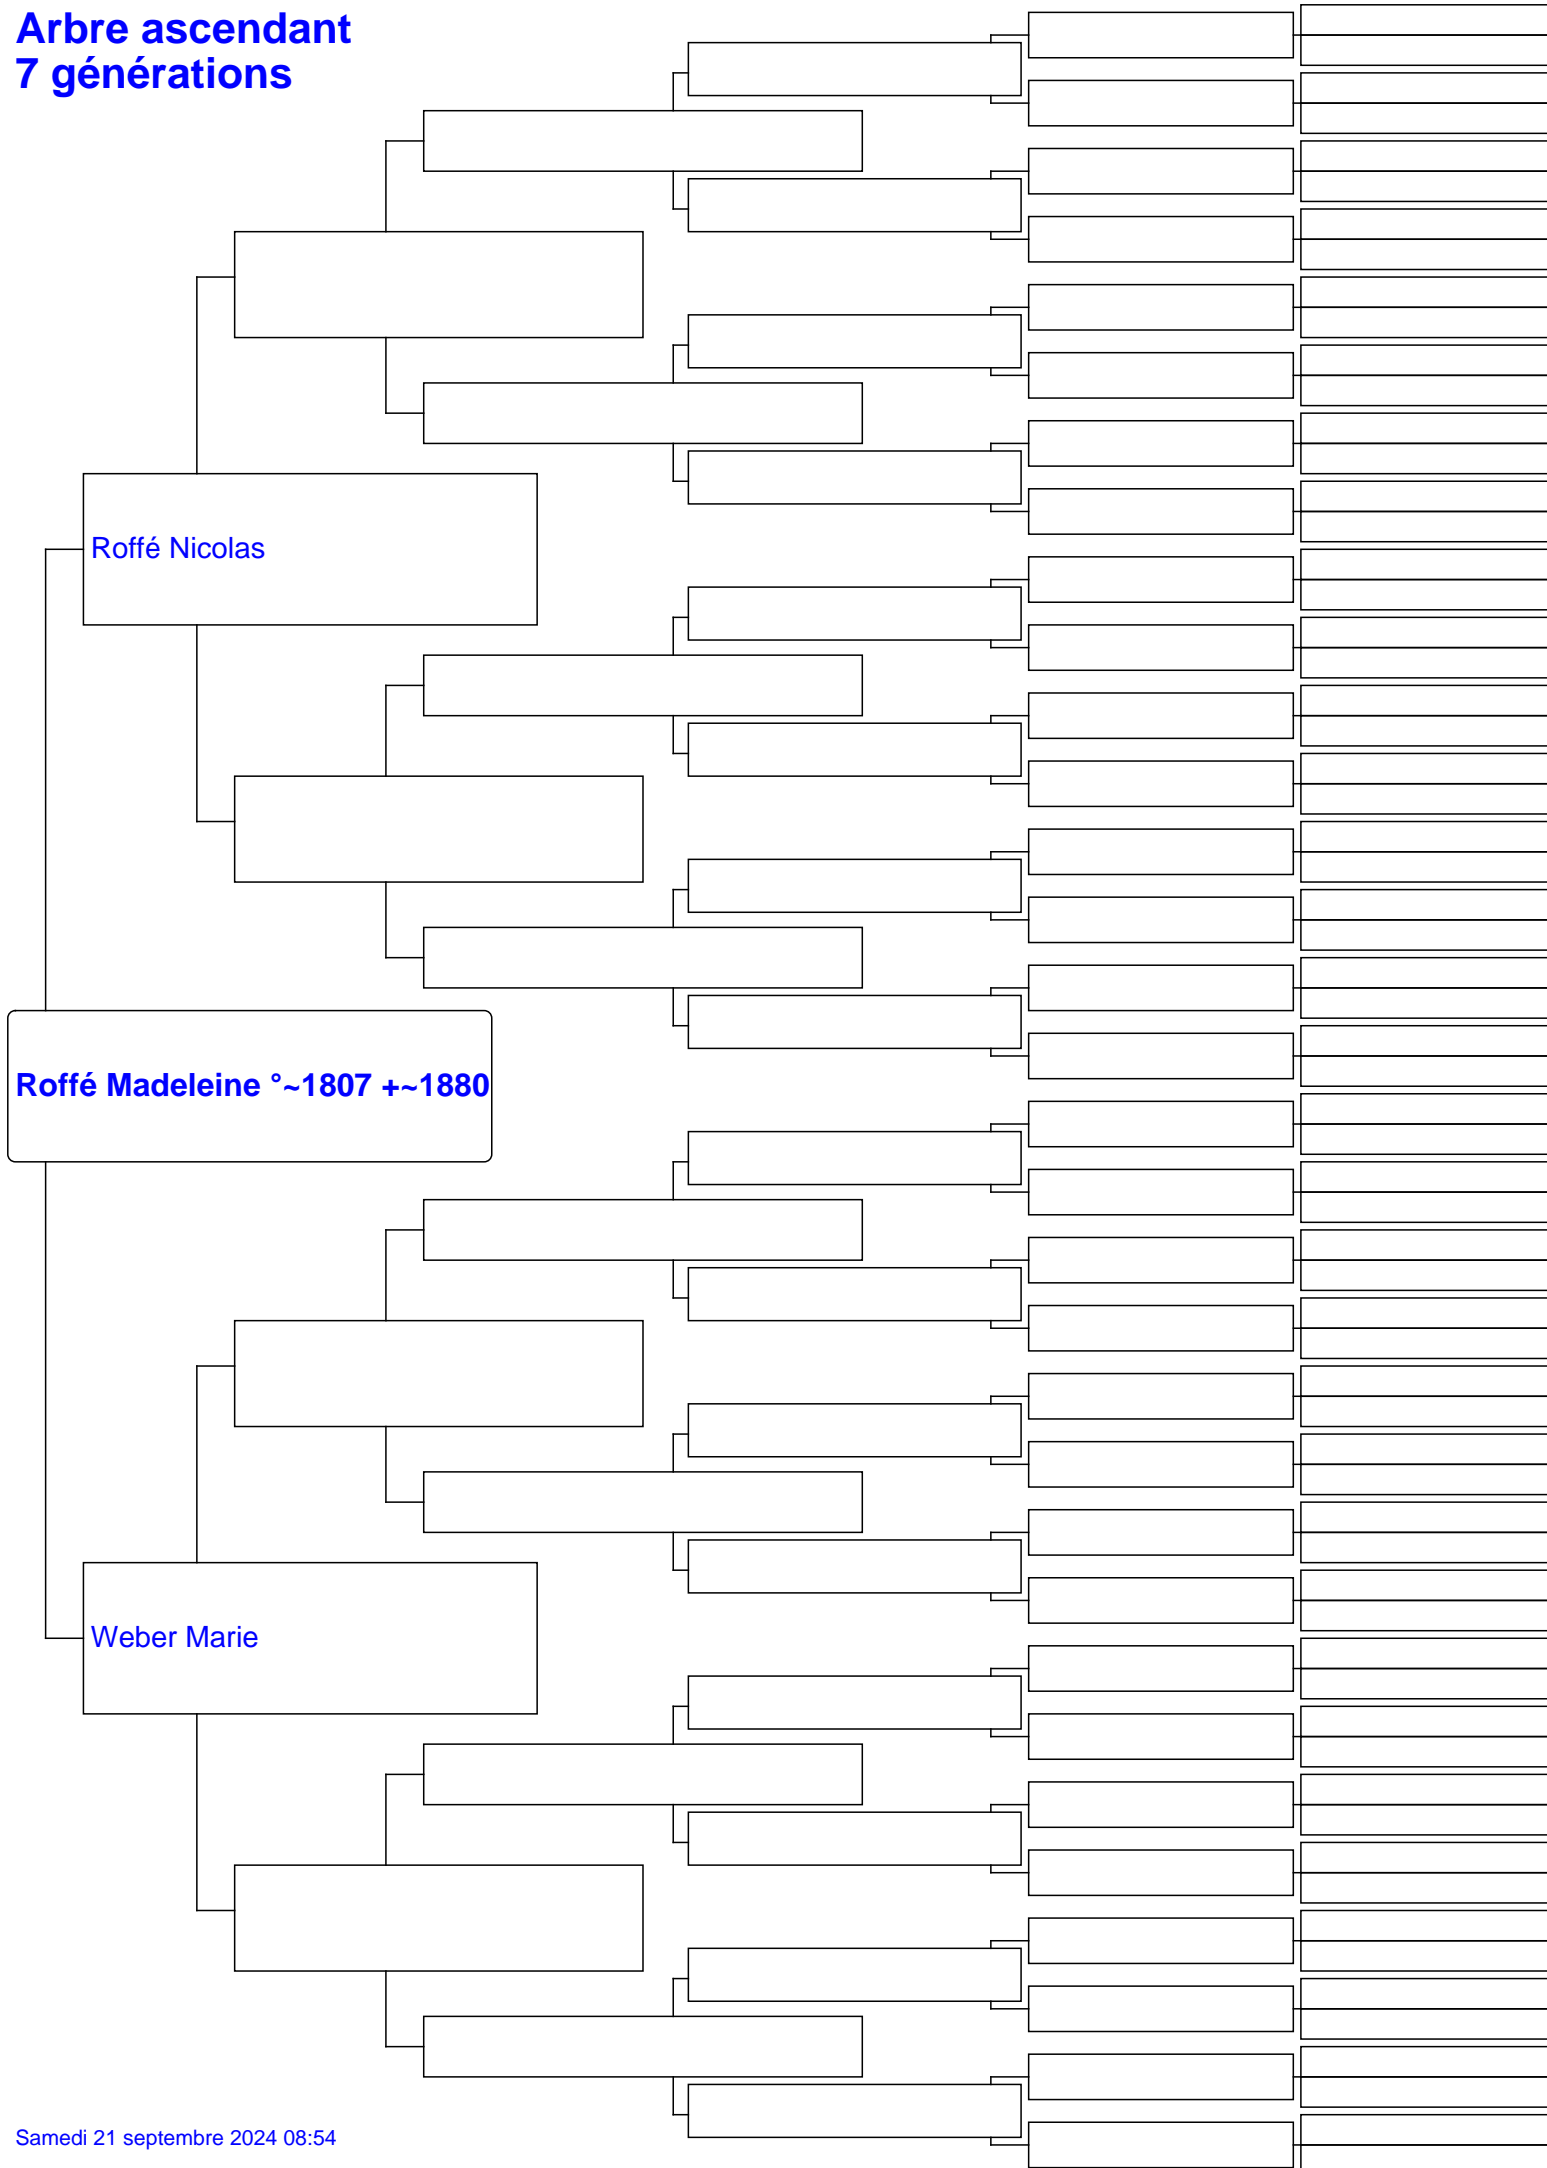 Arbre ascendant
7 générations
Roffé Nicolas
Roffé Madeleine °~1807 +~1880
Weber Marie
Samedi 21 septembre 2024 08:54